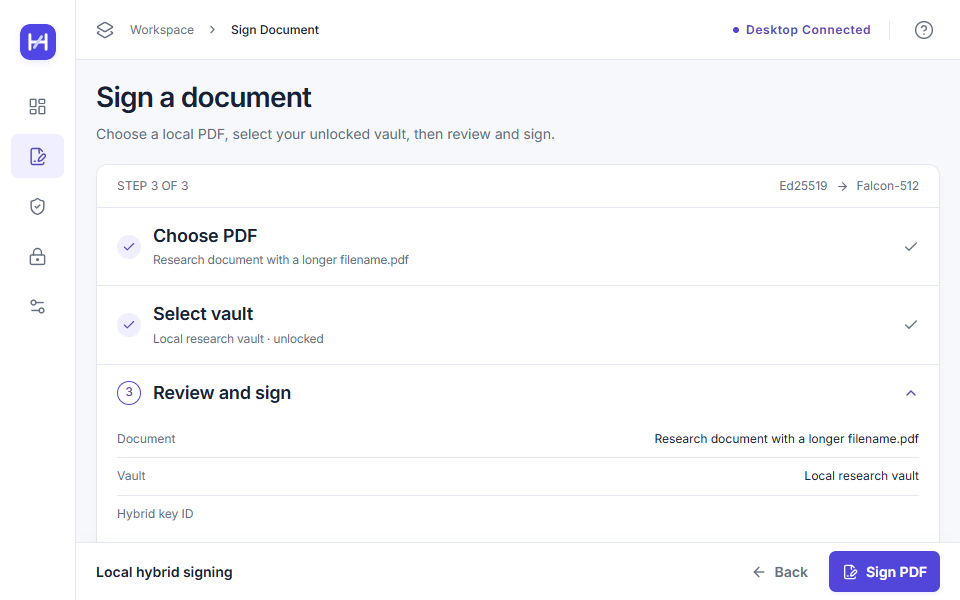 Workspace > Sign Document
Desktop Connected
Sign a document
Choose a local PDF, select your unlocked vault, then review and sign.
STEP 3 OF 3
Ed25519 → Falcon-512
Choose PDF
Research document with a longer filename.pdf
Select vault
Local research vault · unlocked
3 Review and sign
Document Research document with a longer filename.pdf
Vault Local research vault
Hybrid key ID
Local hybrid signing
← Back
Sign PDF